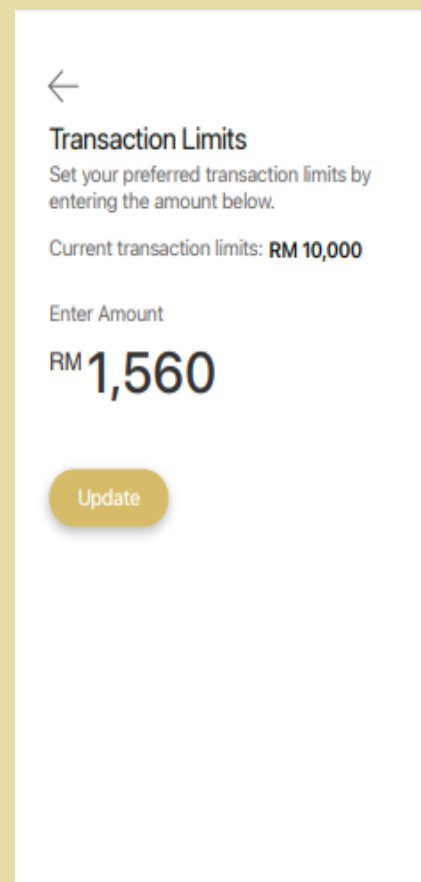 Transaction Limits
Set your preferred transaction limits by
entering the amount below.
Current transaction limits: RM 10,000
Enter Amount
RM 1,560
Update